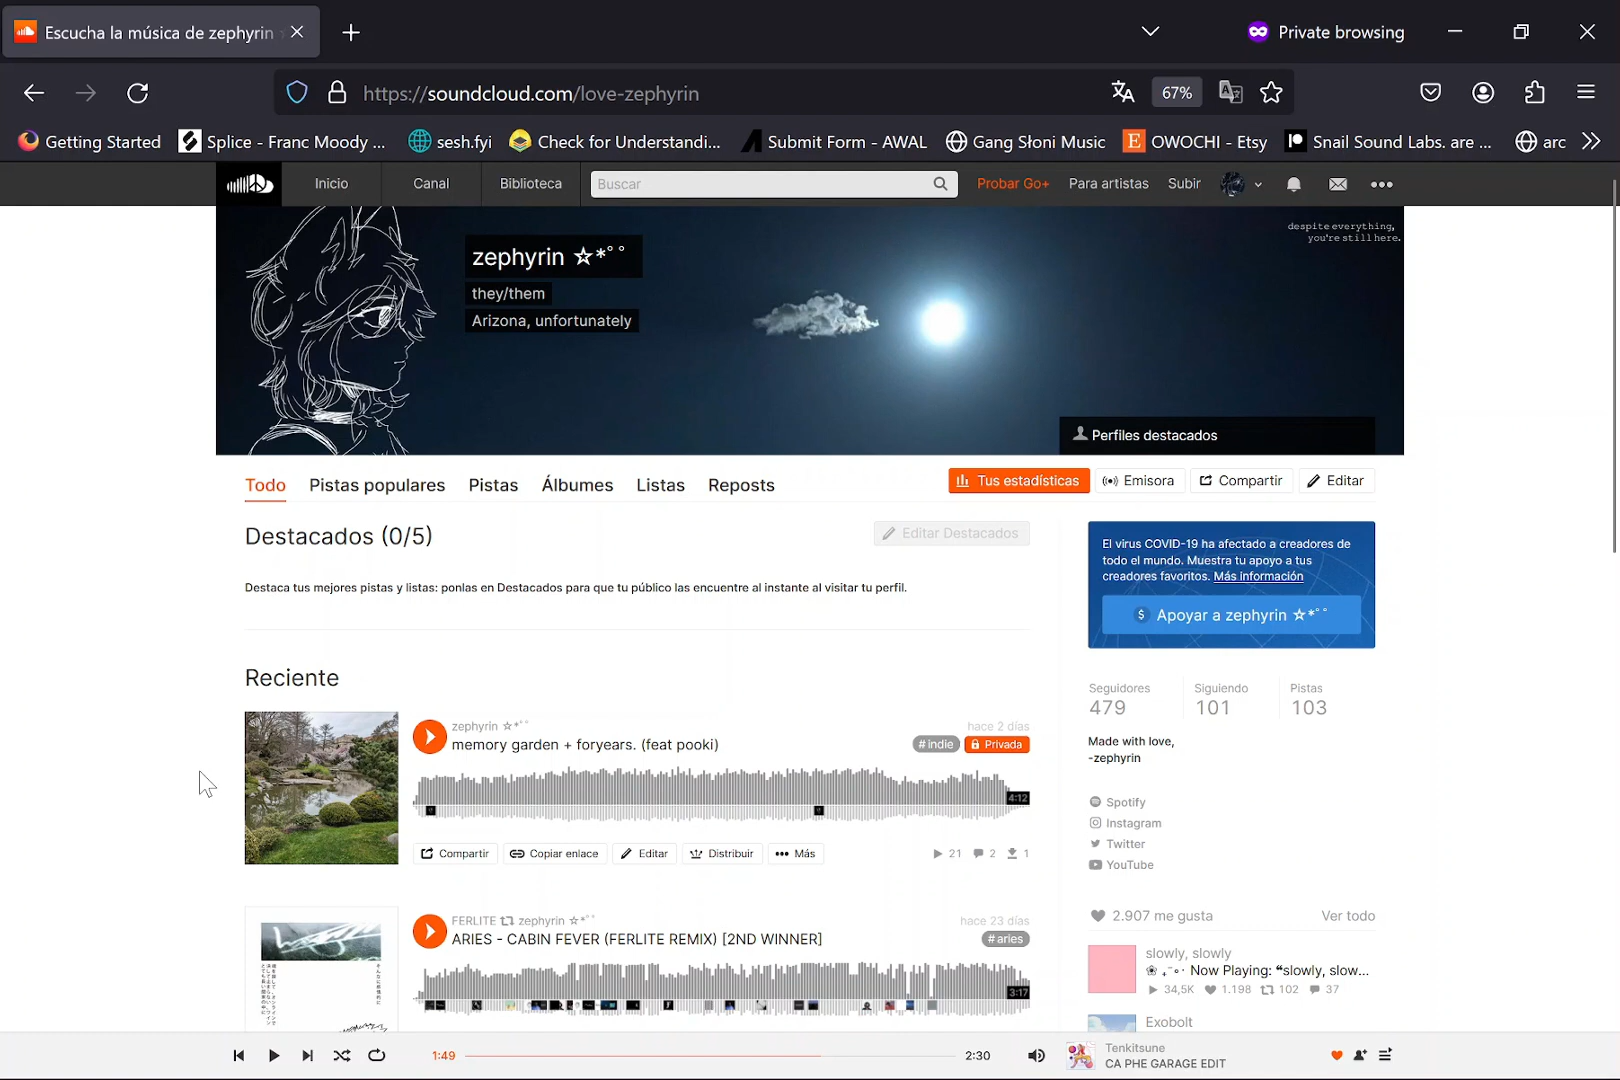 Escucha la música de zephyrin
Private browsing
https://soundcloud.com/love-zephyrin
67%
Getting Started
Splice - Franc Moody ...
sesh.fyi
Check for Understandi...
Submit Form - AWAL
Gang Słoni Music
OWOCHI - Etsy
Snail Sound Labs. are ...
arc
Inicio
Canal
Biblioteca
Buscar
Probar Go+
Para artistas
Subir
despite everything,
you're still here.
zephyrin ☆*˚˚
they/them
Arizona, unfortunately
Perfiles destacados
Todo
Pistas populares
Pistas
Álbumes
Listas
Reposts
Tus estadísticas
Emisora
Compartir
Editar
Destacados (0/5)
Editar Destacados
Destaca tus mejores pistas y listas: ponlas en Destacados para que tu público las encuentre al instante al visitar tu perfil.
El virus COVID-19 ha afectado a creadores de
todo el mundo. Muestra tu apoyo a tus
creadores favoritos. Más información
Apoyar a zephyrin ☆*˚˚
Seguidores
479
Siguiendo
101
Pistas
103
Made with love,
-zephyrin
Spotify
Instagram
Twitter
YouTube
2.907 me gusta
Ver todo
slowly, slowly
❀ ₊˚∘· Now Playing: ❝slowly, slow...
34,5K
1.198
102
37
Exobolt
Reciente
zephyrin ☆*˚˚
memory garden + foryears. (feat pooki)
hace 2 días
# indie
Privada
4:12
Compartir
Copiar enlace
Editar
Distribuir
Más
21
2
1
FERLITE zephyrin ☆*˚˚
ARIES - CABIN FEVER (FERLITE REMIX) [2ND WINNER]
hace 23 días
# aries
3:17
1:49
2:30
Tenkitsune
CA PHE GARAGE EDIT